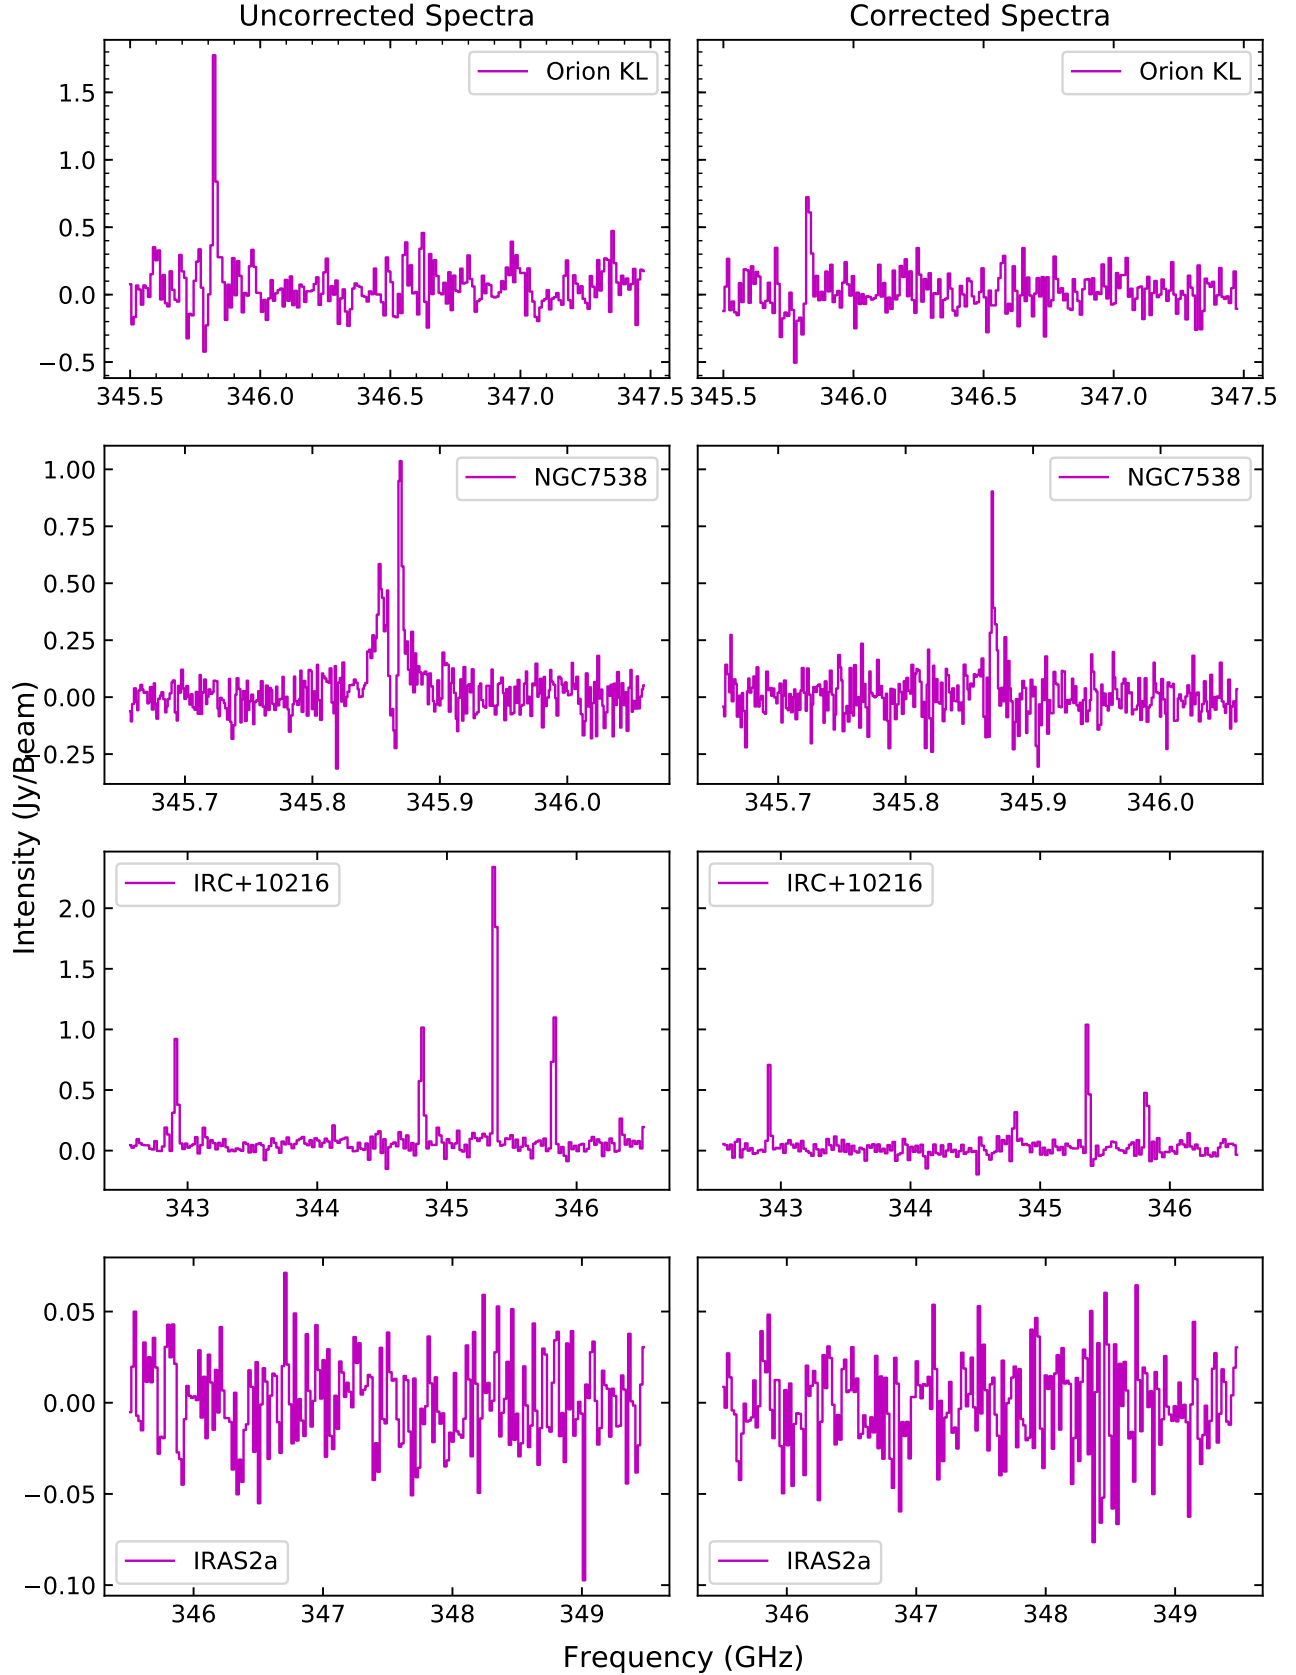 Uncorrected Spectra Corrected Spectra
Orion KL Orion KL
1.5
1.0
0.5
0.0
−0.5
345.5 346.0 346.5 347.0 347.5 345.5 346.0 346.5 347.0 347.5
NGC7538 NGC7538
1.00
0.75
0.50
0.25
0.00
−0.25
345.7 345.8 345.9 346.0 345.7 345.8 345.9 346.0
Intensity (Jy/Beam)
IRC+10216 IRC+10216
2.0
1.5
1.0
0.5
0.0
343 344 345 346 343 344 345 346
0.05
0.00
−0.05
−0.10
IRAS2a IRAS2a
346 347 348 349 346 347 348 349
Frequency (GHz)